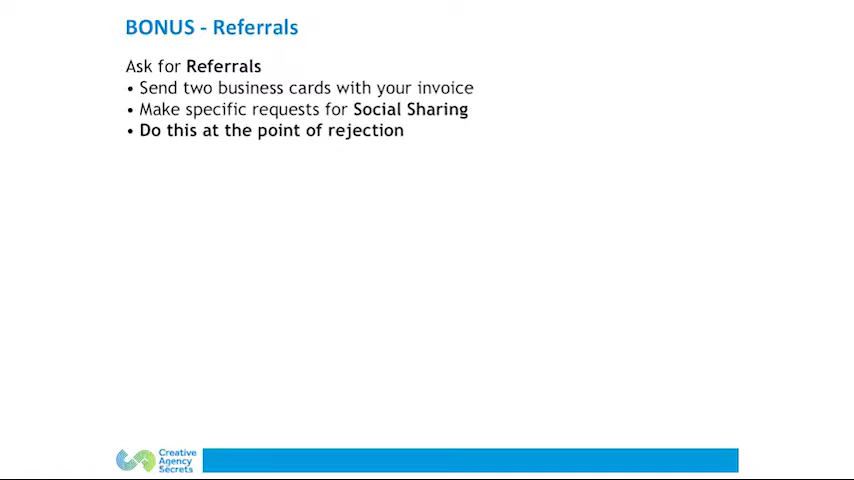 BONUS - Referrals
Ask for Referrals
• Send two business cards with your invoice
• Make specific requests for Social Sharing
• Do this at the point of rejection
Creative
Agency
Secrets